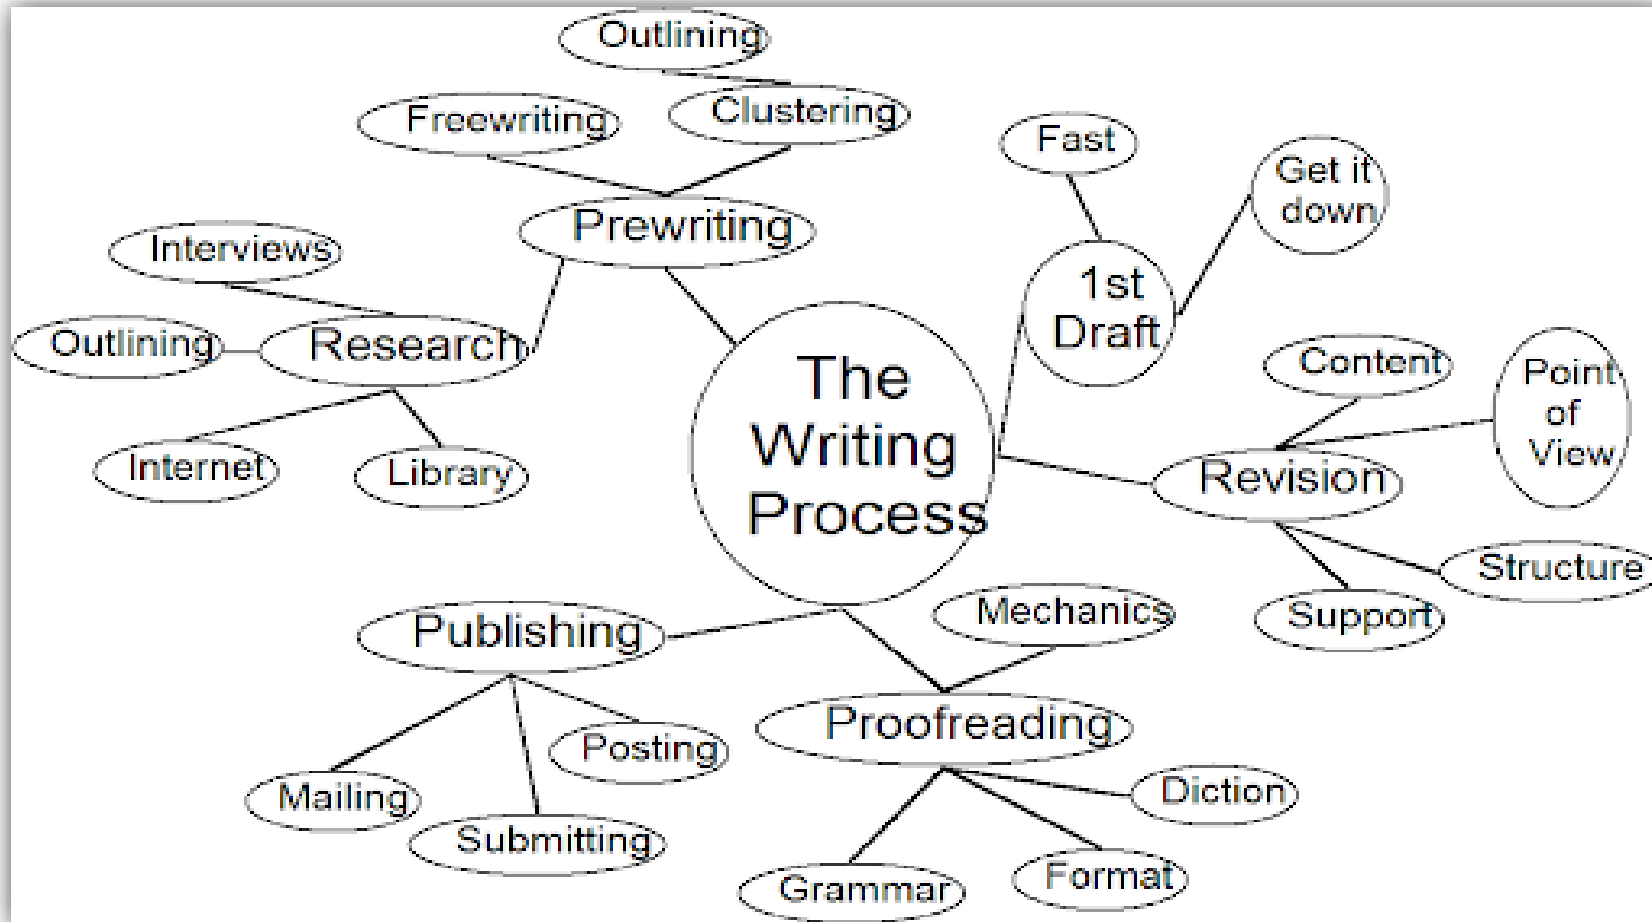 Outlining
Freewriting
Clustering
Fast
Get it
down
Prewriting
Interviews
1st
Draft
Outlining
Research
Content
Point
of
View
The
Writing
Process
Internet
Library
Revision
Structure
Support
Mechanics
Publishing
Proofreading
Posting
Mailing
Submitting
Diction
Grammar
Format